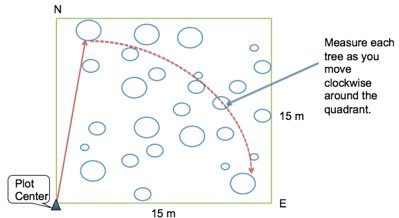 N
Measure each
tree as you
move
clockwise
around the
quadrant.
15 m
Plot
Center
E
15 m